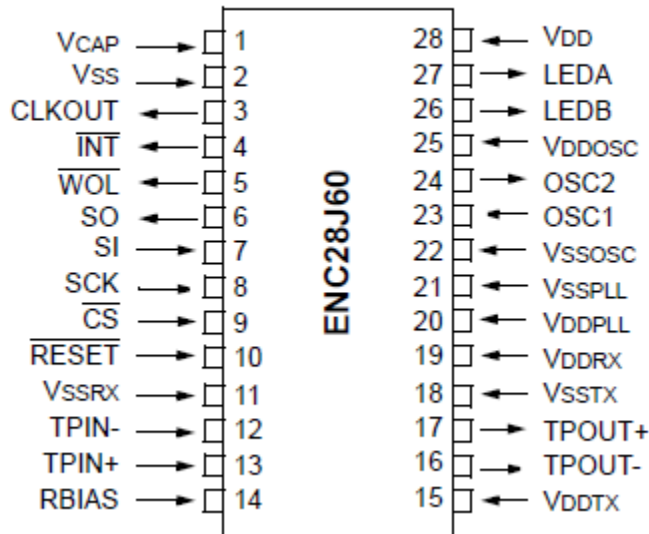 VCAP 1 28 VDD
VSS 2 27 LEDA
CLKOUT 3 26 LEDB
INT 4 25 VDDOSC
WOL 5 24 OSC2
SO 6 23 OSC1
SI 7 22 VSSOSC
SCK 8 21 VSSPLL
CS 9 20 VDDPLL
RESET 10 19 VDDRX
VSSRX 11 18 VSSTX
TPIN- 12 17 TPOUT+
TPIN+ 13 16 TPOUT-
RBIAS 14 15 VDDTX
ENC28J60